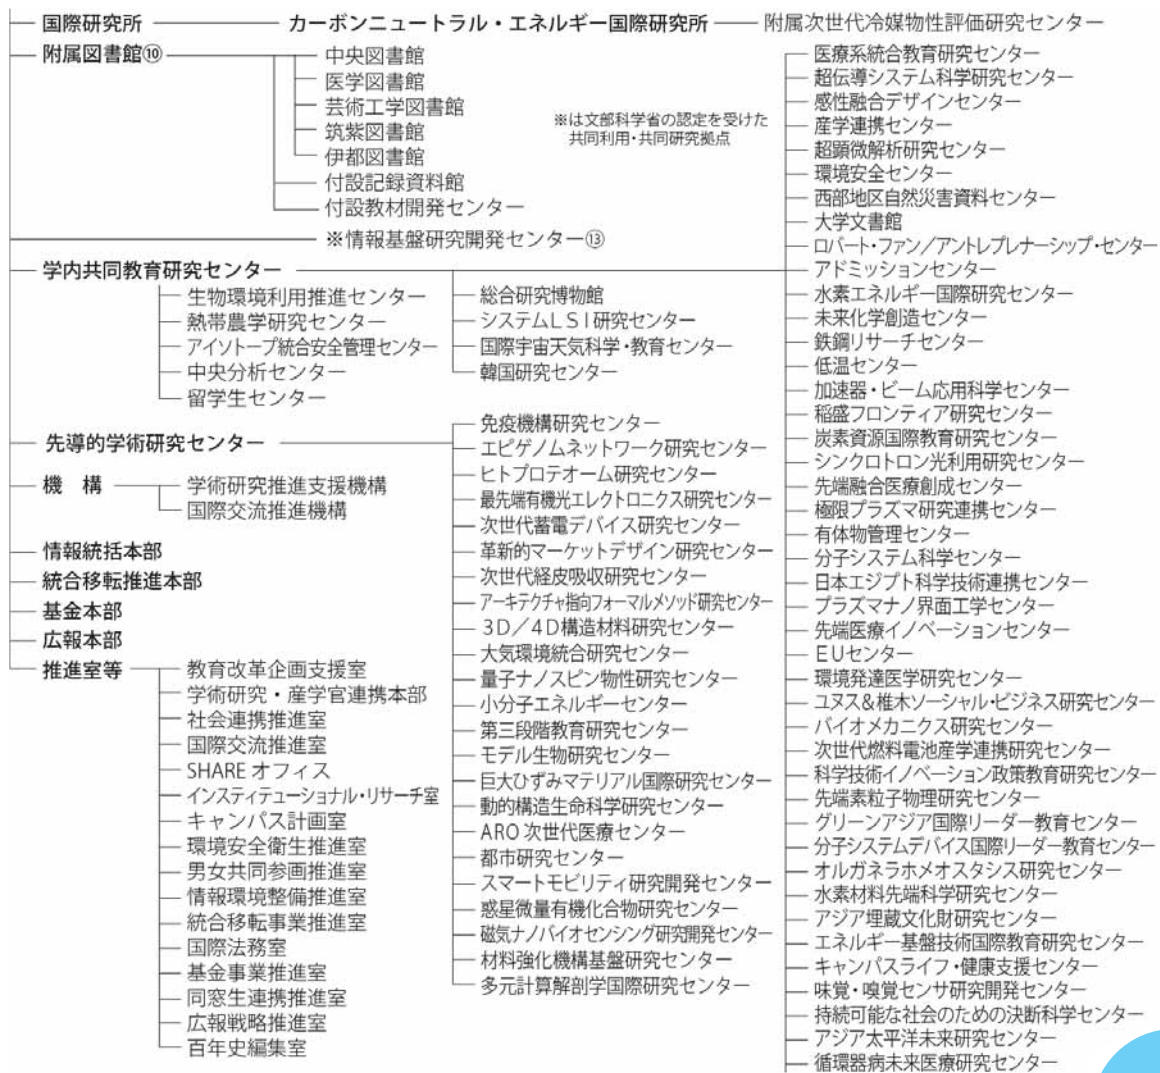 国際研究所
カーボンニュートラル・エネルギー国際研究所
附属次世代冷媒物性評価研究センター
附属図書館⑩
中央図書館
医学図書館
芸術工学図書館
筑紫図書館
伊都図書館
付設記録資料館
付設教材開発センター
※は文部科学省の認定を受けた
共同利用・共同研究拠点
※情報基盤研究開発センター⑬
学内共同教育研究センター
生物環境利用推進センター
熱帯農学研究センター
アイソトープ統合安全管理センター
中央分析センター
留学生センター
総合研究博物館
システムＬＳＩ研究センター
国際宇宙天気科学・教育センター
韓国研究センター
医療系統合教育研究センター
超伝導システム科学研究センター
感性融合デザインセンター
産学連携センター
超顕微解析研究センター
環境安全センター
西部地区自然災害資料センター
大学文書館
ロバート・ファン／アントレプレナーシップ・センター
アドミッションセンター
水素エネルギー国際研究センター
未来化学創造センター
鉄鋼リサーチセンター
低温センター
加速器・ビーム応用科学センター
稲盛フロンティア研究センター
炭素資源国際教育研究センター
シンクロトロン光利用研究センター
先端融合医療創成センター
極限プラズマ研究連携センター
有体物管理センター
分子システム科学センター
日本エジプト科学技術連携センター
プラズマナノ界面工学センター
先端医療イノベーションセンター
ＥＵセンター
環境発達医学研究センター
ユヌス＆椎木ソーシャル・ビジネス研究センター
バイオメカニクス研究センター
次世代燃料電池産学連携研究センター
科学技術イノベーション政策教育研究センター
先端素粒子物理研究センター
グリーンアジア国際リーダー教育センター
分子システムデバイス国際リーダー教育センター
オルガネラホメオスタシス研究センター
水素材料先端科学研究センター
アジア埋蔵文化財研究センター
エネルギー基盤技術国際教育研究センター
キャンパスライフ・健康支援センター
味覚・嗅覚センサ研究開発センター
持続可能な社会のための決断科学センター
アジア太平洋未来研究センター
循環器病未来医療研究センター
先導的学術研究センター
免疫機構研究センター
エピゲノムネットワーク研究センター
ヒトプロテオーム研究センター
最先端有機光エレクトロニクス研究センター
次世代蓄電デバイス研究センター
革新的マーケットデザイン研究センター
次世代経皮吸収研究センター
アーキテクチャ指向フォーマルメソッド研究センター
３Ｄ／４Ｄ構造材料研究センター
大気環境統合研究センター
量子ナノスピン物性研究センター
小分子エネルギーセンター
第三段階教育研究センター
モデル生物研究センター
巨大ひずみマテリアル国際研究センター
動的構造生命科学研究センター
ARO 次世代医療センター
都市研究センター
スマートモビリティ研究開発センター
惑星微量有機化合物研究センター
磁気ナノバイオセンシング研究開発センター
材料強化機構基盤研究センター
多元計算解剖学国際研究センター
機　構
学術研究推進支援機構
国際交流推進機構
情報統括本部
統合移転推進本部
基金本部
広報本部
推進室等
教育改革企画支援室
学術研究・産学官連携本部
社会連携推進室
国際交流推進室
SHARE オフィス
インスティテューショナル・リサーチ室
キャンパス計画室
環境安全衛生推進室
男女共同参画推進室
情報環境整備推進室
統合移転事業推進室
国際法務室
基金事業推進室
同窓生連携推進室
広報戦略推進室
百年史編集室